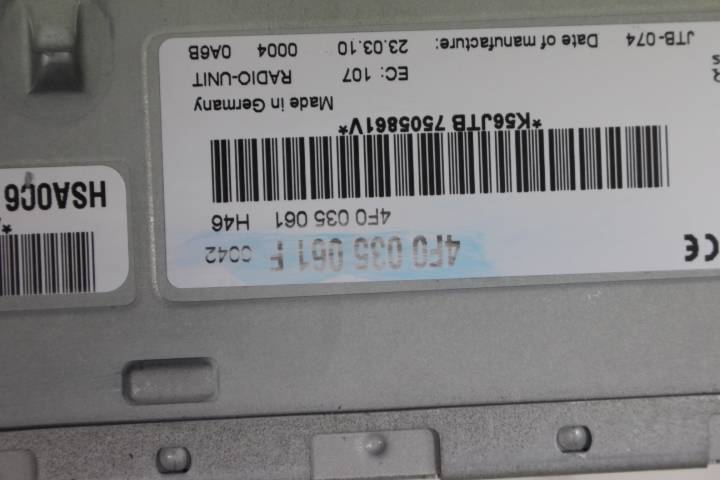 CE 4F0 035 061 F 0042
4F0 035 061 H46
*K56JTB 7505861V*
HSA0C6
Made in Germany
EC: 107 RADIO-UNIT
JTB-074 Date of manufacture: 23.03.10 0004 0A6B